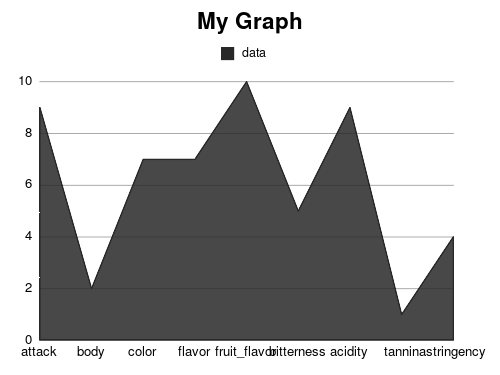 My Graph
data
10
8
6
4
2
0
attack body color flavor fruit_flavor bitterness acidity tannin astringency